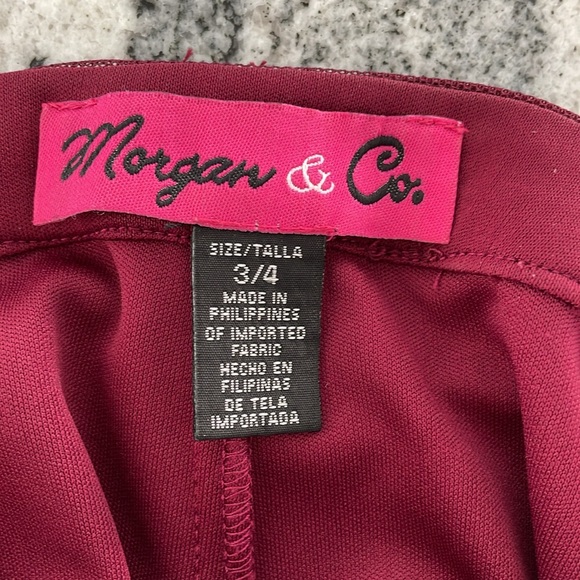 Morgan & Co.
SIZE/TALLA
3/4
MADE IN
PHILIPPINES
OF IMPORTED
FABRIC
HECHO EN
FILIPINAS
DE TELA
IMPORTADA